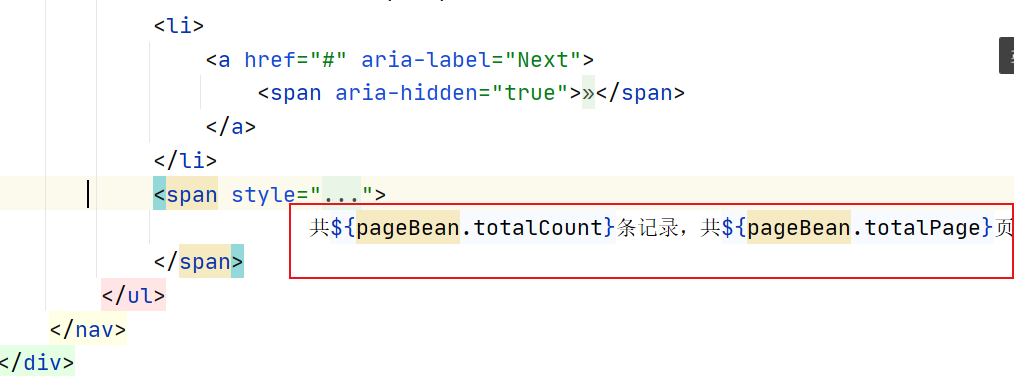 <li>
<a href="#" aria-label="Next">
<span aria-hidden="true">»</span>
</a>
</li>
<span style="...">
共${pageBean.totalCount}条记录，共${pageBean.totalPage}页
</span>
</ul>
</nav>
</div>